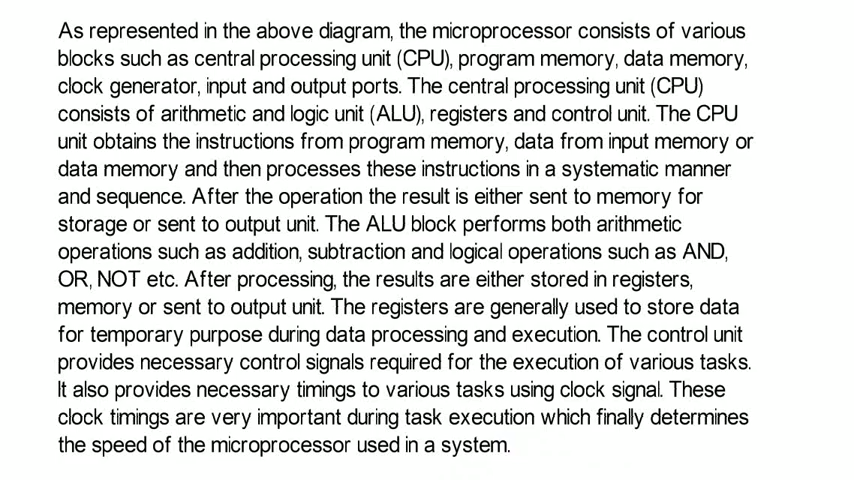 As represented in the above diagram, the microprocessor consists of various
blocks such as central processing unit (CPU), program memory, data memory,
clock generator, input and output ports. The central processing unit (CPU)
consists of arithmetic and logic unit (ALU), registers and control unit. The CPU
unit obtains the instructions from program memory, data from input memory or
data memory and then processes these instructions in a systematic manner
and sequence. After the operation the result is either sent to memory for
storage or sent to output unit. The ALU block performs both arithmetic
operations such as addition, subtraction and logical operations such as AND,
OR, NOT etc. After processing, the results are either stored in registers,
memory or sent to output unit. The registers are generally used to store data
for temporary purpose during data processing and execution. The control unit
provides necessary control signals required for the execution of various tasks.
It also provides necessary timings to various tasks using clock signal. These
clock timings are very important during task execution which finally determines
the speed of the microprocessor used in a system.